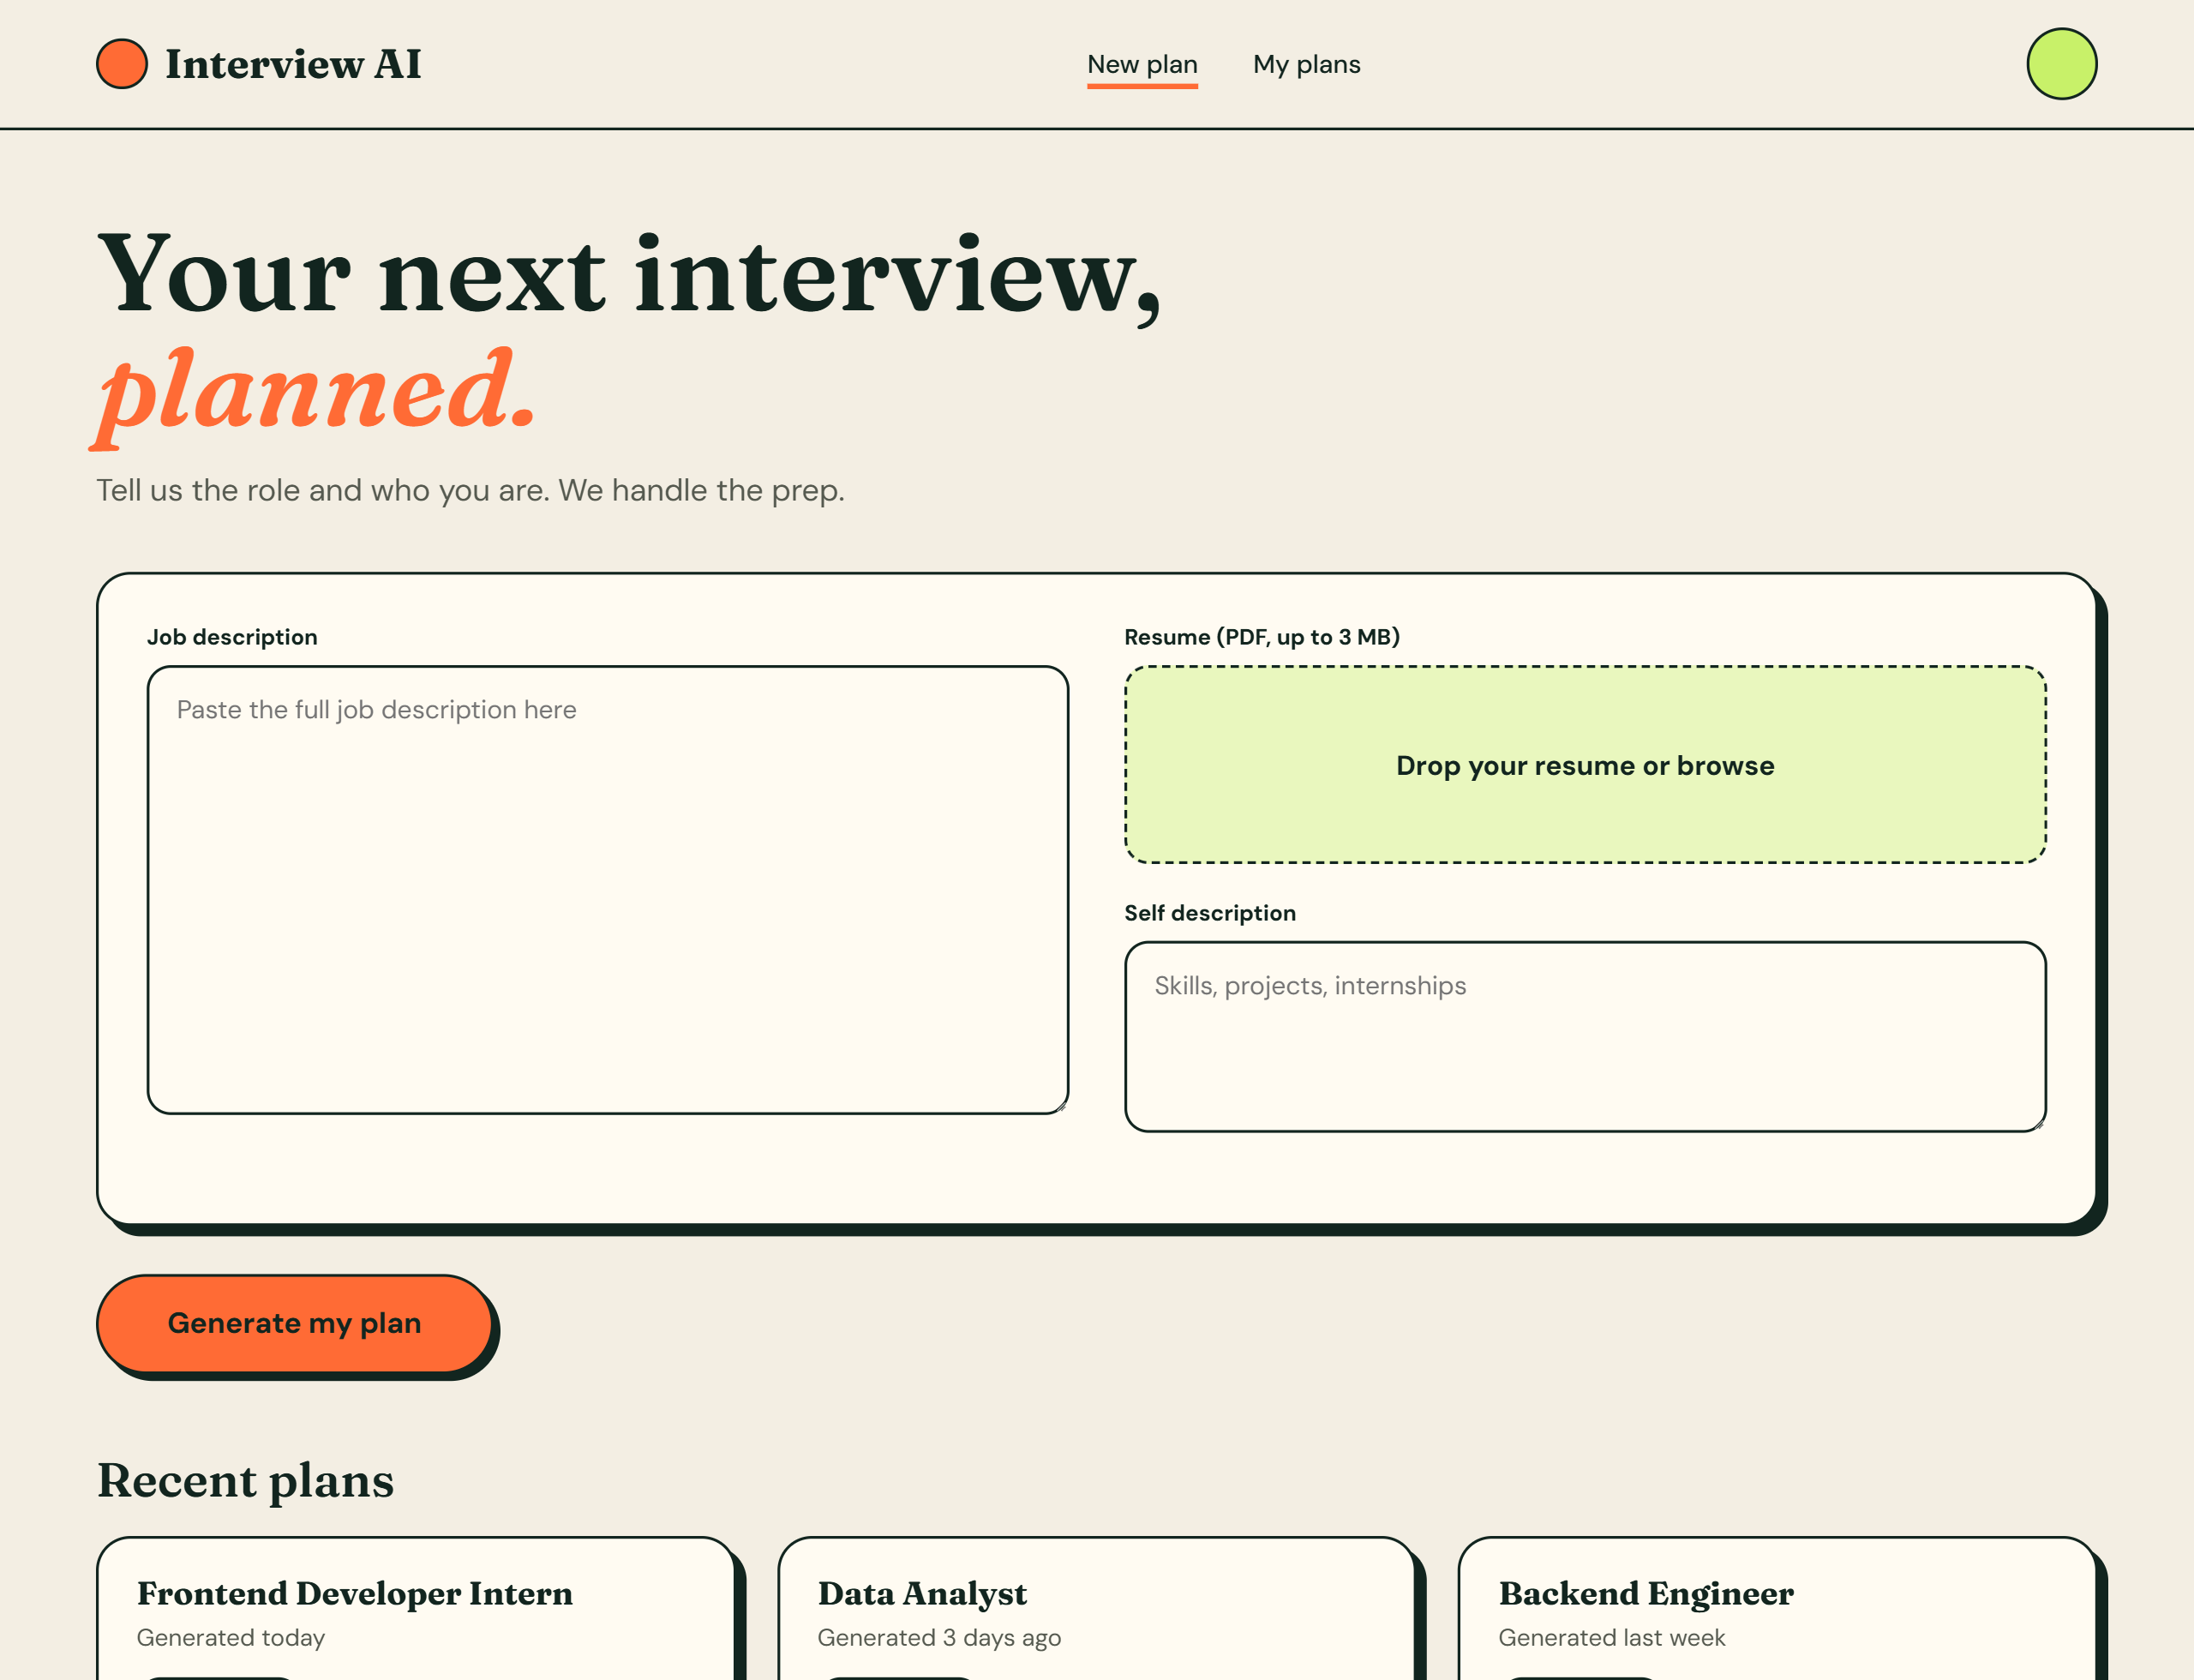 Interview AI
New plan
My plans
Your next interview,
planned.
Tell us the role and who you are. We handle the prep.
Job description
Paste the full job description here
Resume (PDF, up to 3 MB)
Drop your resume or browse
Self description
Skills, projects, internships
Generate my plan
Recent plans
Frontend Developer Intern
Generated today
Data Analyst
Generated 3 days ago
Backend Engineer
Generated last week